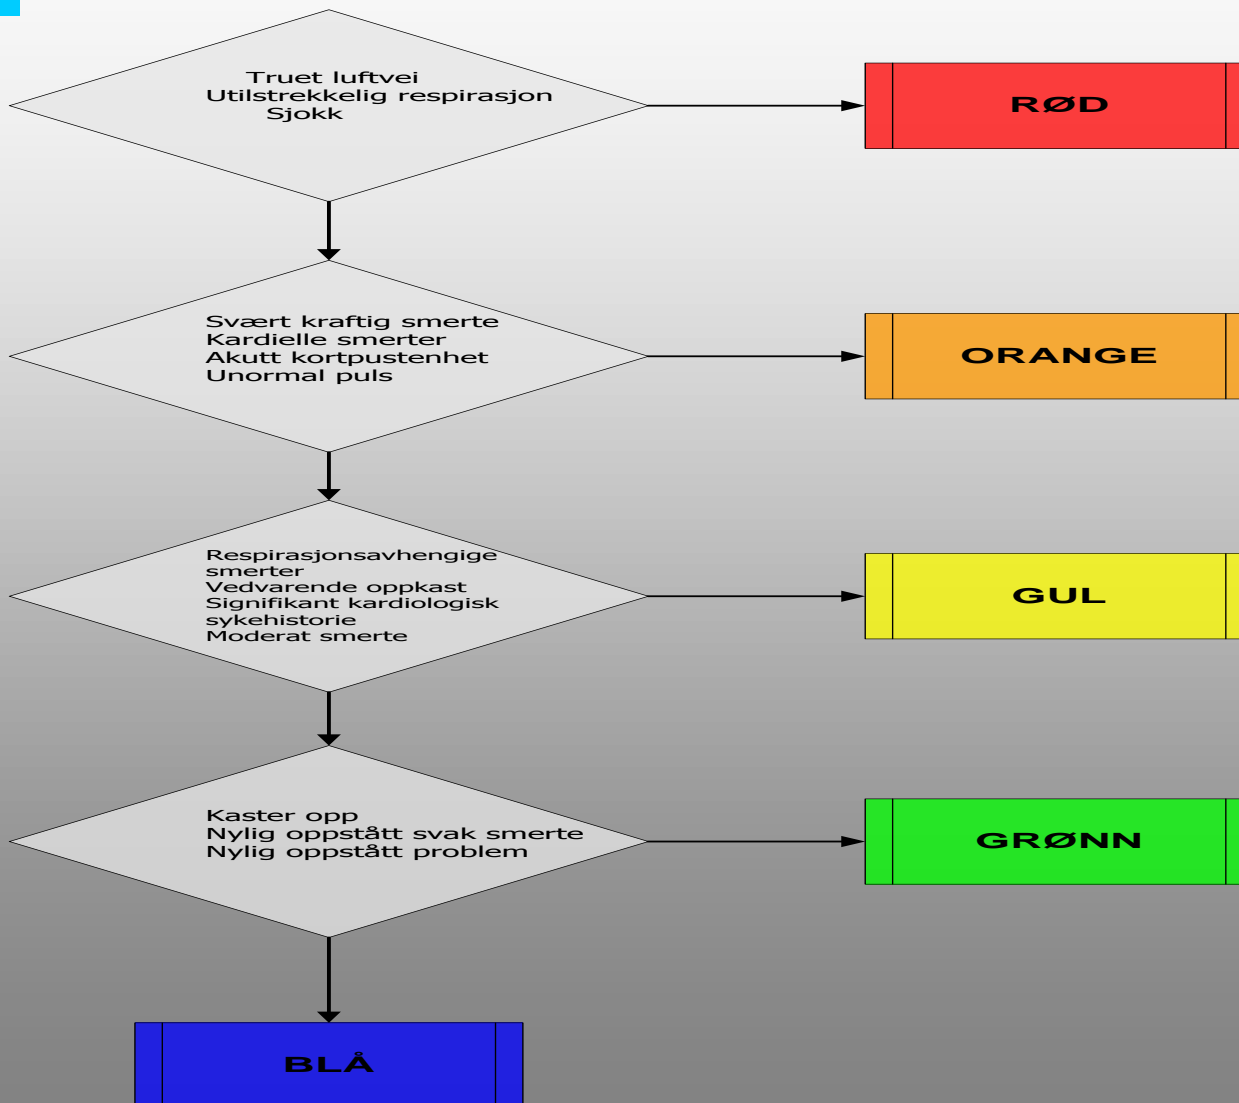 Truet luftvei
Utilstrekkelig respirasjon
Sjokk
RØD
Svært kraftig smerte
Kardielle smerter
Akutt kortpustenhet
Unormal puls
ORANGE
Respirasjonsavhengige
smerter
Vedvarende oppkast
Signifikant kardiologisk
sykehistorie
Moderat smerte
GUL
Kaster opp
Nylig oppstått svak smerte
Nylig oppstått problem
GRØNN
BLÅ